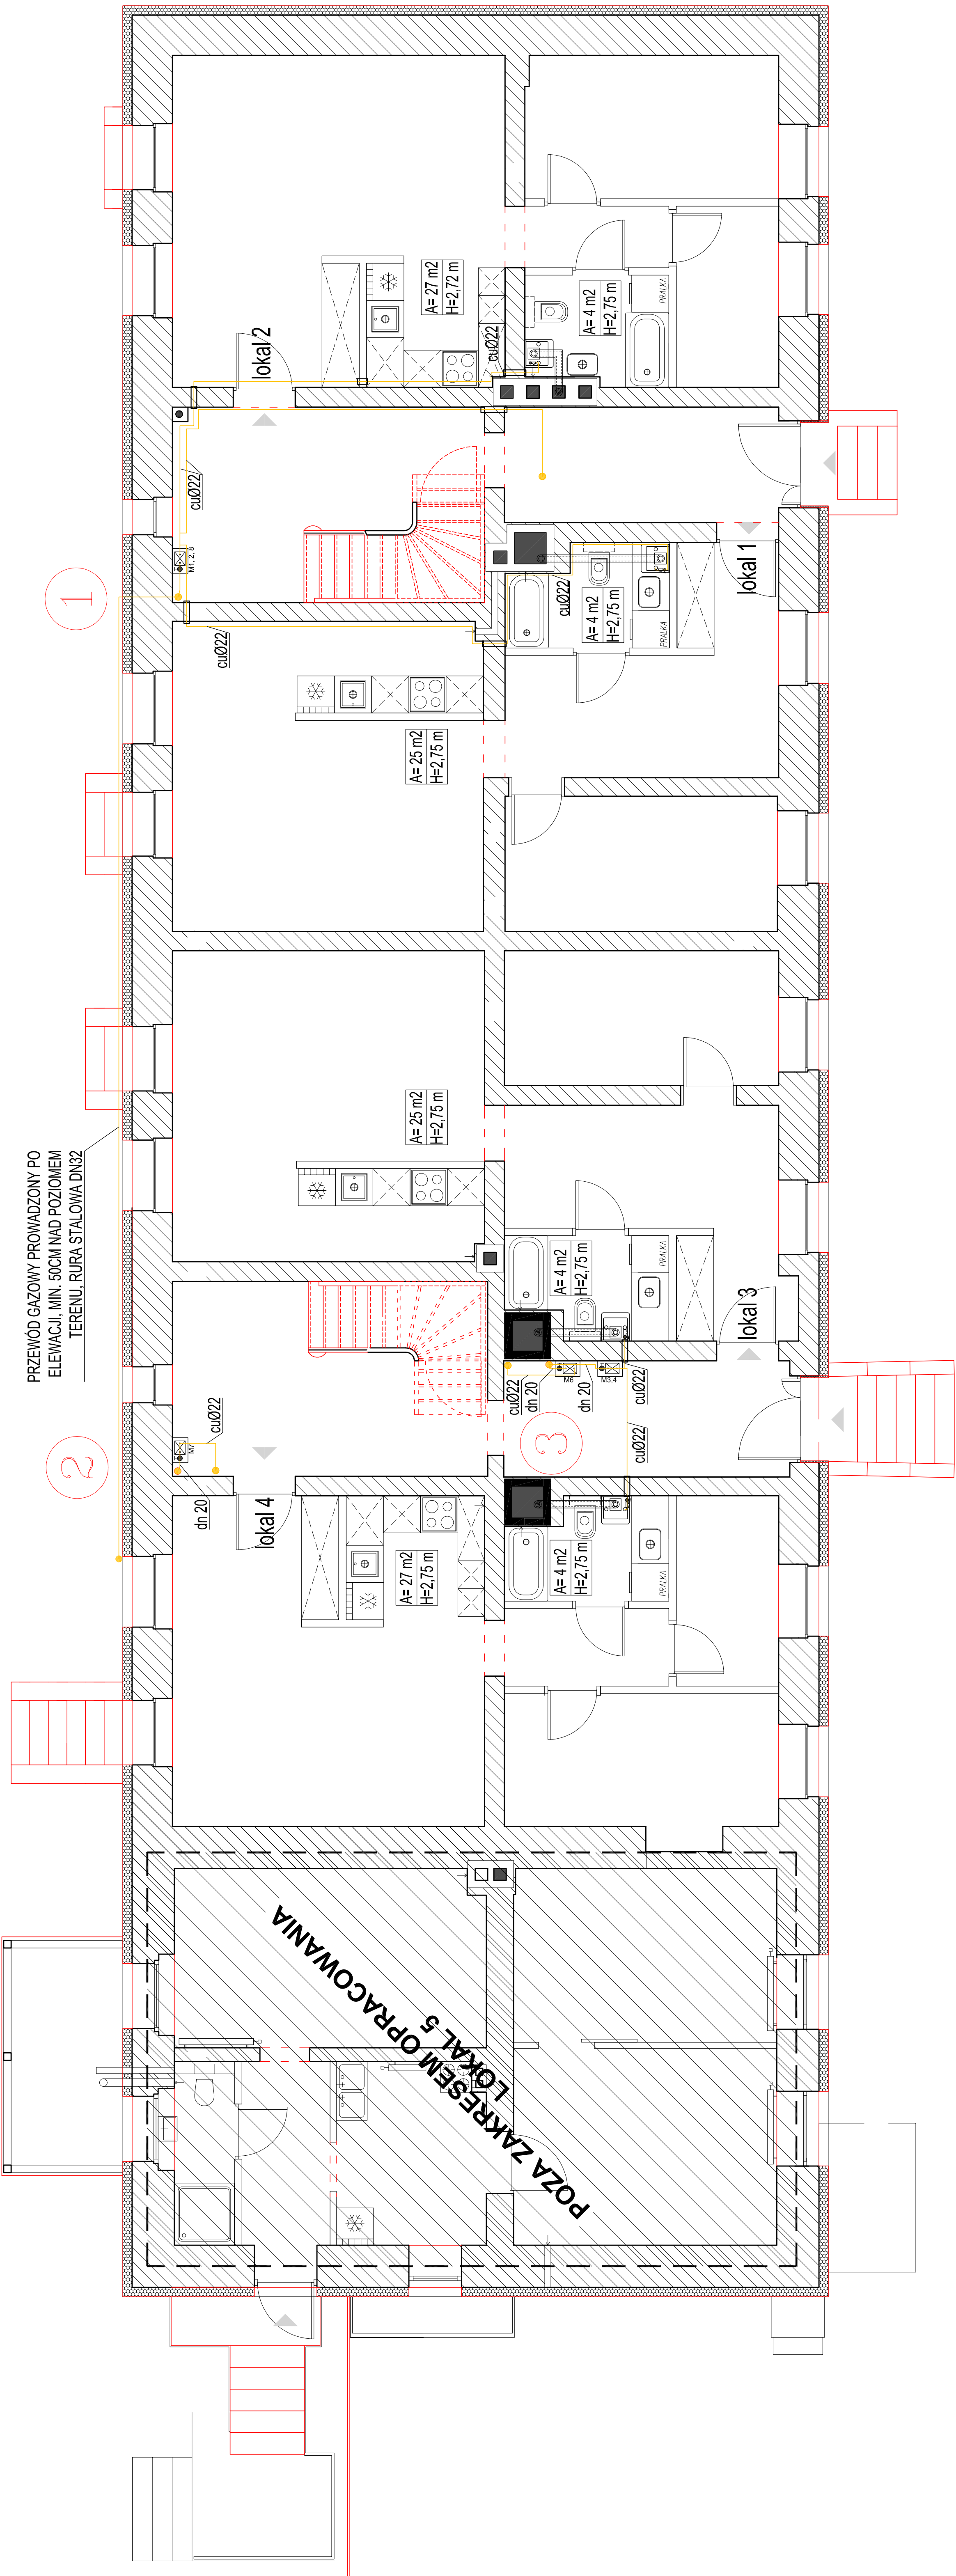 1
lokal 2
A= 27 m2
H=2,72 m
A= 4 m2
H=2,75 m
PRALKA
cuØ22
cuØ22
M1, 2, 8
cuØ22
cuØ22
A= 4 m2
H=2,75 m
PRALKA
lokal 1
A= 25 m2
H=2,75 m
PRZEWÓD GAZOWY PROWADZONY PO
ELEWACJI, MIN. 50CM NAD POZIOMEM
TERENU, RURA STALOWA DN32
A= 25 m2
H=2,75 m
A= 4 m2
H=2,75 m
PRALKA
lokal 3
2
M7
cuØ22
dn 20
cuØ22
dn 20
M6
dn 20
M3,4
cuØ22
cuØ22
3
lokal 4
A= 27 m2
H=2,75 m
A= 4 m2
H=2,75 m
PRALKA
POZA ZAKRESEM OPRACOWANIA
LOKAL 5